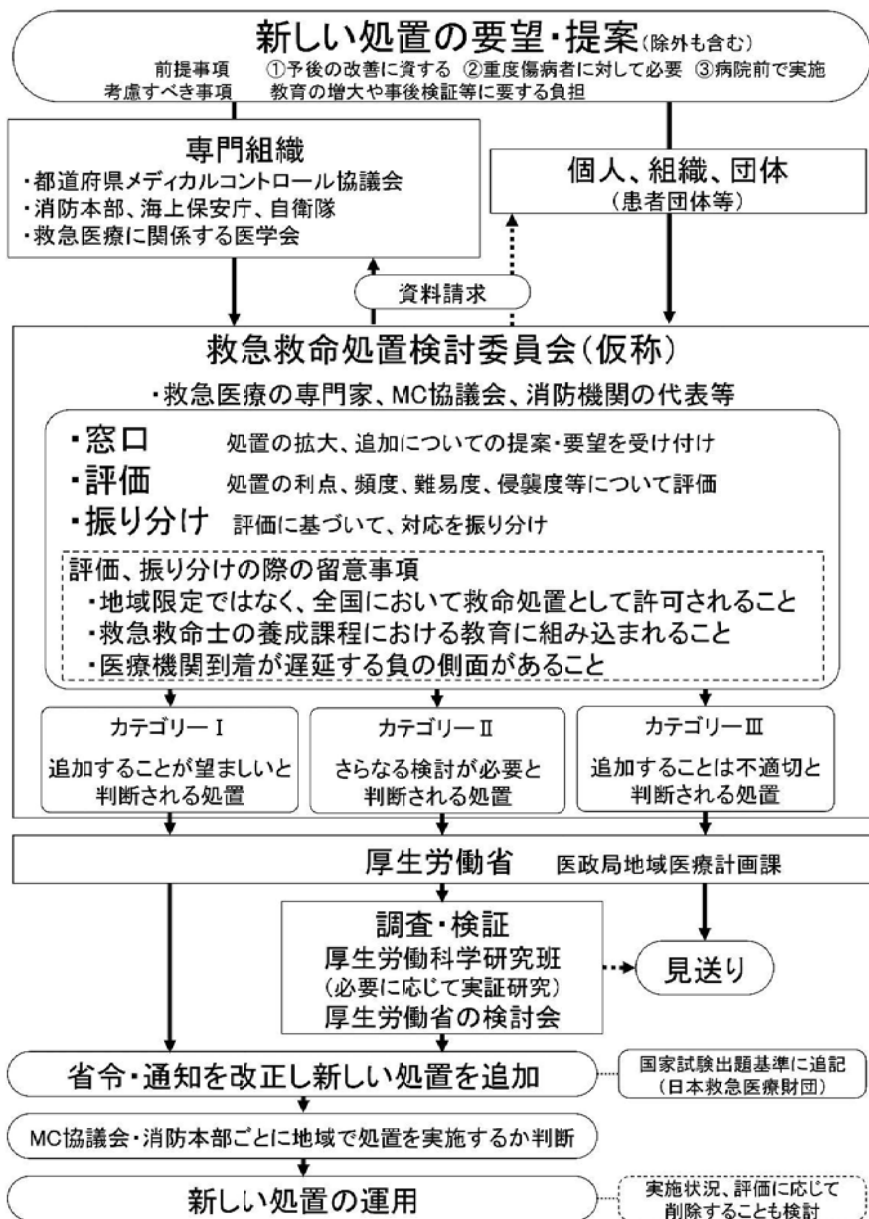 新しい処置の要望・提案(除外も含む)
前提事項 ①予後の改善に資する ②重度傷病者に対して必要 ③病院前で実施
考慮すべき事項 教育の増大や事後検証等に要する負担
専門組織
・都道府県メディカルコントロール協議会
・消防本部、海上保安庁、自衛隊
・救急医療に関係する医学会
個人、組織、団体
(患者団体等)
資料請求
救急救命処置検討委員会(仮称)
・救急医療の専門家、MC協議会、消防機関の代表等
・窓口 処置の拡大、追加についての提案・要望を受け付け
・評価 処置の利点、頻度、難易度、侵襲度等について評価
・振り分け 評価に基づいて、対応を振り分け
評価、振り分けの際の留意事項
・地域限定ではなく、全国において救命処置として許可されること
・救急救命士の養成課程における教育に組み込まれること
・医療機関到着が遅延する負の側面があること
カテゴリーⅠ
追加することが望ましいと
判断される処置
カテゴリーⅡ
さらなる検討が必要と
判断される処置
カテゴリーⅢ
追加することは不適切と
判断される処置
厚生労働省 医政局地域医療計画課
調査・検証
厚生労働科学研究班
(必要に応じて実証研究)
厚生労働省の検討会
見送り
省令・通知を改正し新しい処置を追加
国家試験出題基準に追記
(日本救急医療財団)
MC協議会・消防本部ごとに地域で処置を実施するか判断
新しい処置の運用
実施状況、評価に応じて
削除することも検討